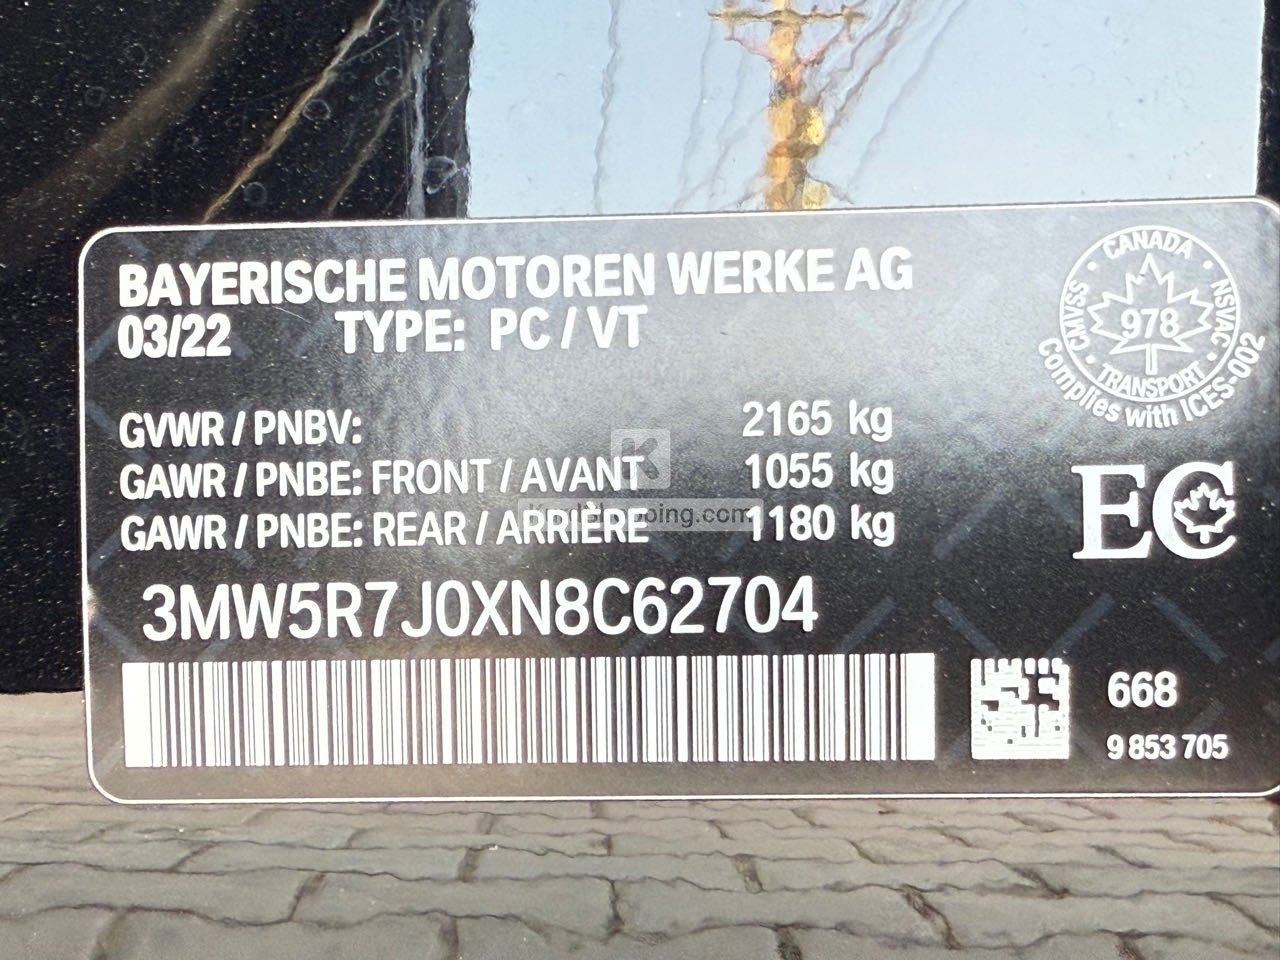 BAYERISCHE MOTOREN WERKE AG
03/22 TYPE: PC / VT
GVWR / PNBV: 2165 kg
GAWR / PNBE: FRONT / AVANT 1055 kg
GAWR / PNBE: REAR / ARRIÈRE 1180 kg
3MW5R7J0XN8C62704
CANADA
CMVSS 978 NSVAC
TRANSPORT
Complies with ICES-002
EC
668
9 853 705
K